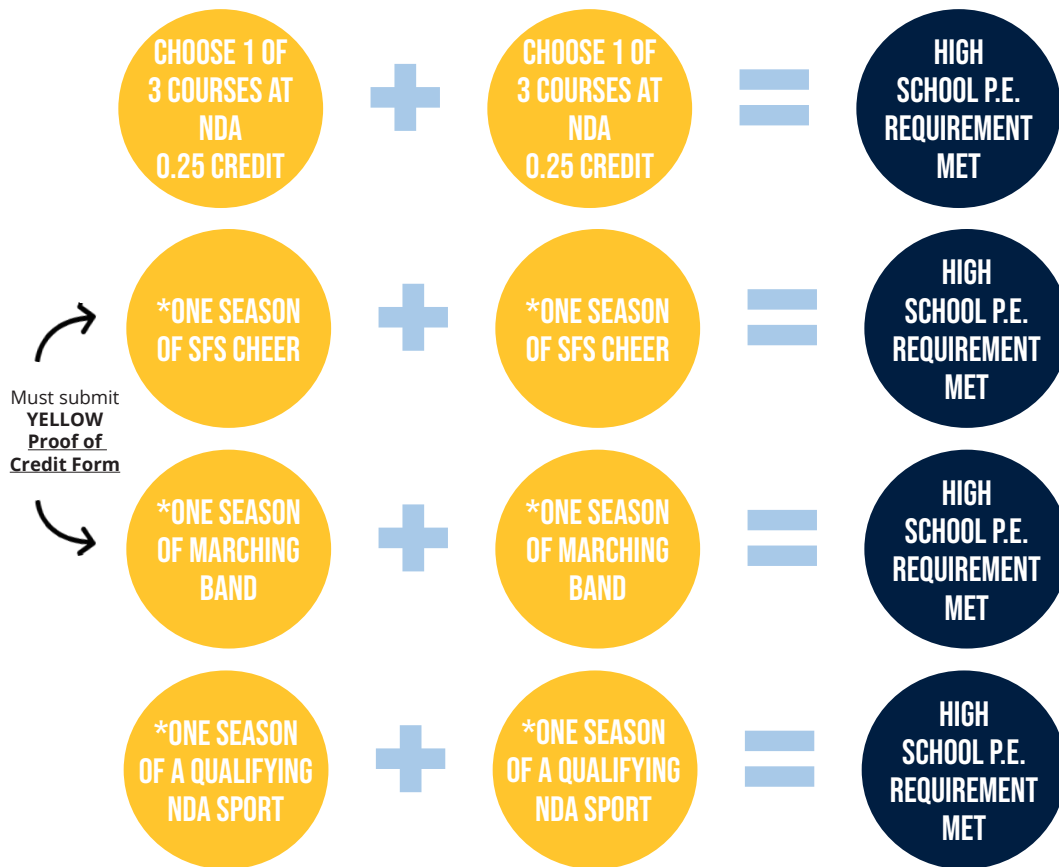 CHOOSE 1 OF
3 COURSES AT
NDA
0.25 CREDIT
CHOOSE 1 OF
3 COURSES AT
NDA
0.25 CREDIT
HIGH
SCHOOL P.E.
REQUIREMENT
MET
*ONE SEASON
OF SFS CHEER
*ONE SEASON
OF SFS CHEER
HIGH
SCHOOL P.E.
REQUIREMENT
MET
Must submit
YELLOW
Proof of
Credit Form
*ONE SEASON
OF MARCHING
BAND
*ONE SEASON
OF MARCHING
BAND
HIGH
SCHOOL P.E.
REQUIREMENT
MET
*ONE SEASON
OF A QUALIFYING
NDA SPORT
*ONE SEASON
OF A QUALIFYING
NDA SPORT
HIGH
SCHOOL P.E.
REQUIREMENT
MET